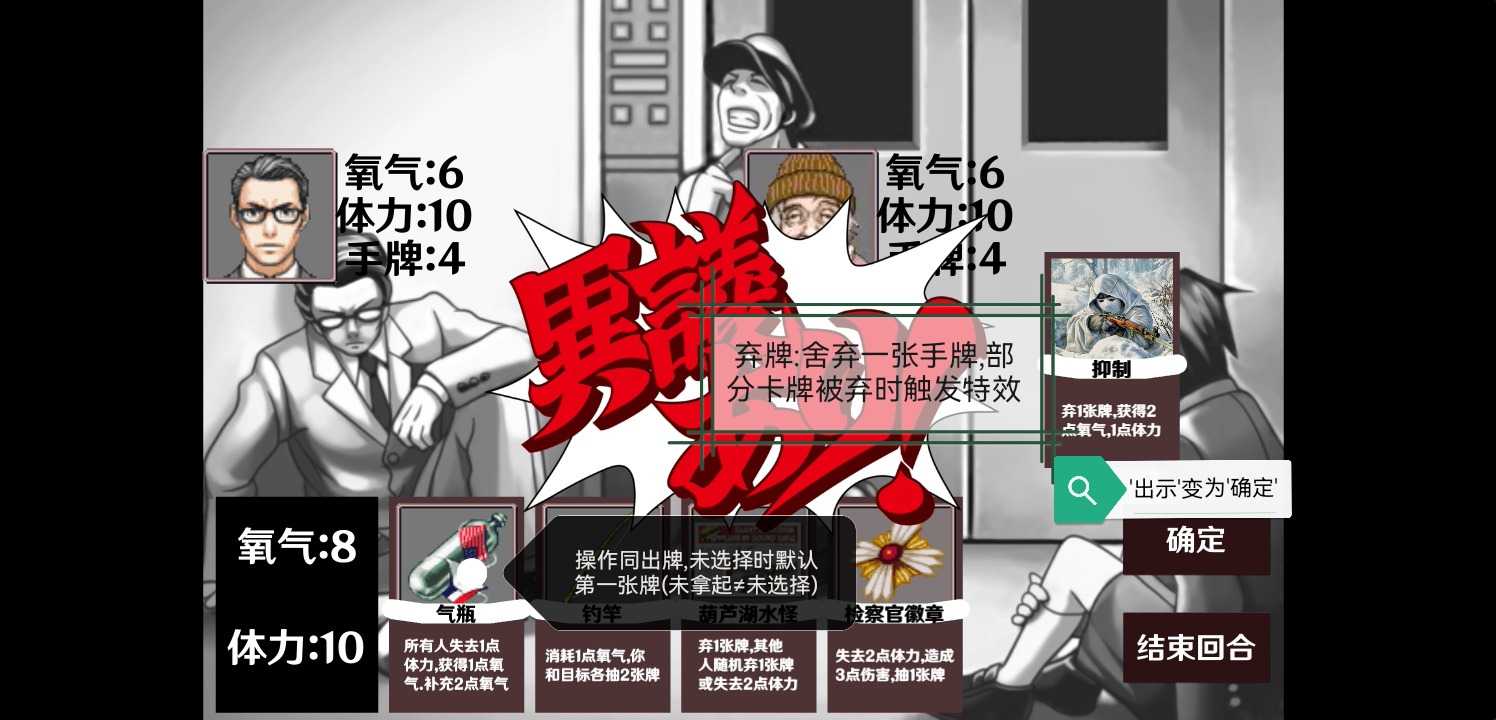 氧气:6
体力:10
手牌:4
氧气:6
体力:10
手牌:4
異議あり!
弃牌:舍弃一张手牌,部
分卡牌被弃时触发特效
抑制
弃1张牌,获得2
点氧气,1点体力
'出示'变为'确定'
确定
结束回合
氧气:8
体力:10
操作同出牌,未选择时默认
第一张牌(未拿起≠未选择)
气瓶
所有人失去1点
体力,获得1点氧
气.补充2点氧气
钓竿
消耗1点氧气,你
和目标各抽2张牌
葫芦湖水怪
弃1张牌,其他
人随机弃1张牌
或失去2点体力
检察官徽章
失去2点体力,造成
3点伤害,抽1张牌